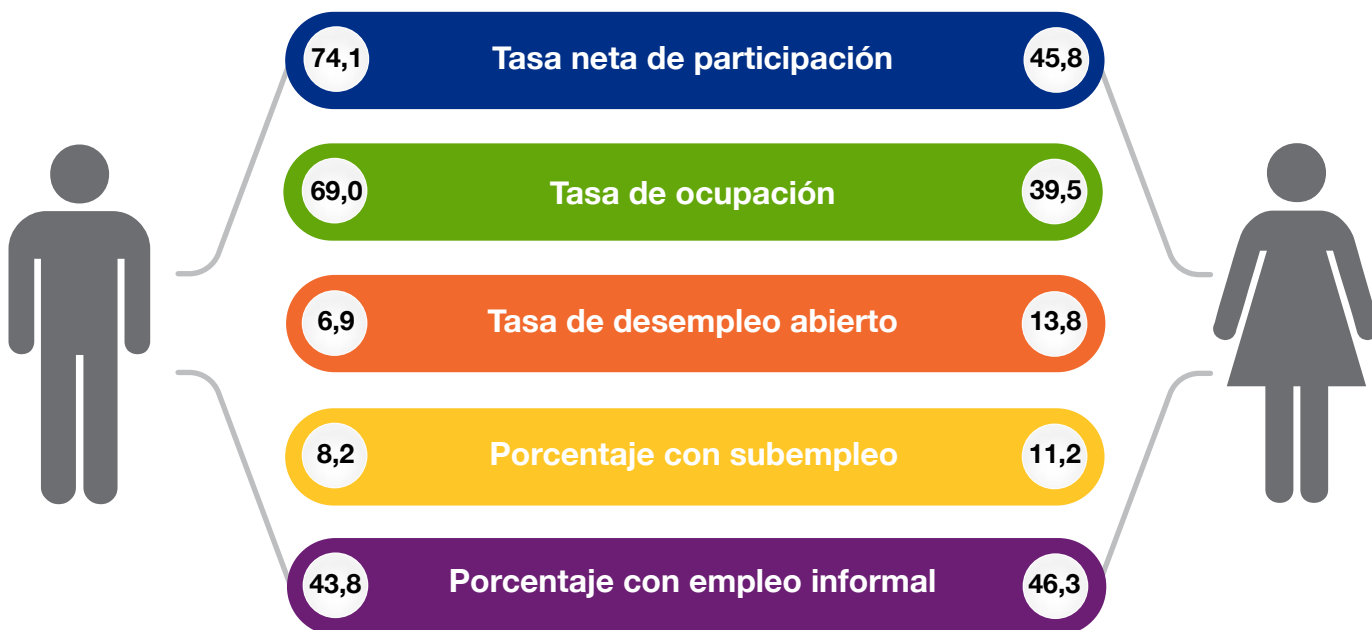 74,1 Tasa neta de participación 45,8
69,0 Tasa de ocupación 39,5
6,9 Tasa de desempleo abierto 13,8
8,2 Porcentaje con subempleo 11,2
43,8 Porcentaje con empleo informal 46,3